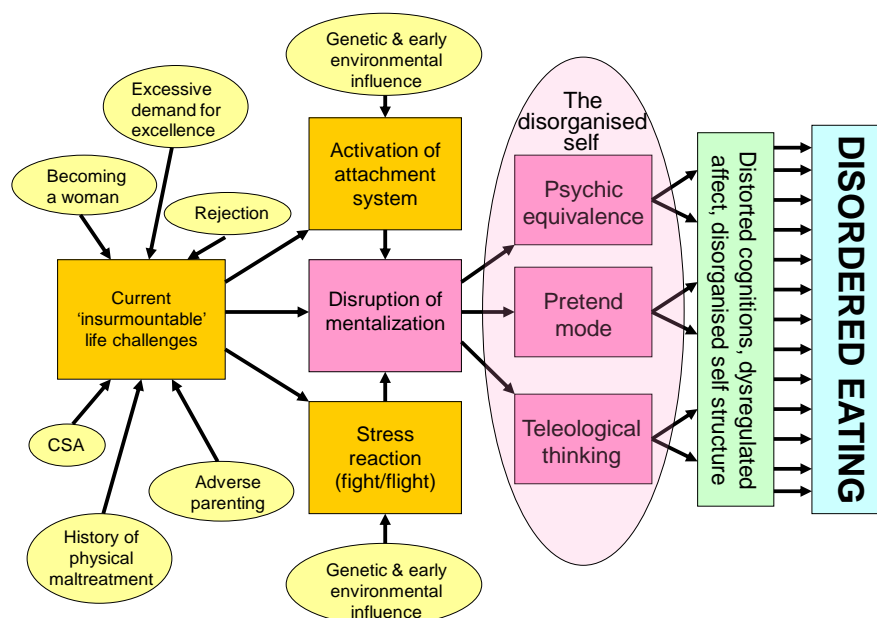 Genetic & early
environmental
influence
Excessive
demand for
excellence
Becoming
a woman
Rejection
Activation of
attachment
system
The
disorganised
self
Psychic
equivalence
Current
‘insurmountable’
life challenges
Disruption of
mentalization
Pretend
mode
Distorted cognitions, dysregulated
affect, disorganised self structure
DISORDERED EATING
CSA
Adverse
parenting
History of
physical
maltreatment
Stress
reaction
(fight/flight)
Teleological
thinking
Genetic & early
environmental
influence